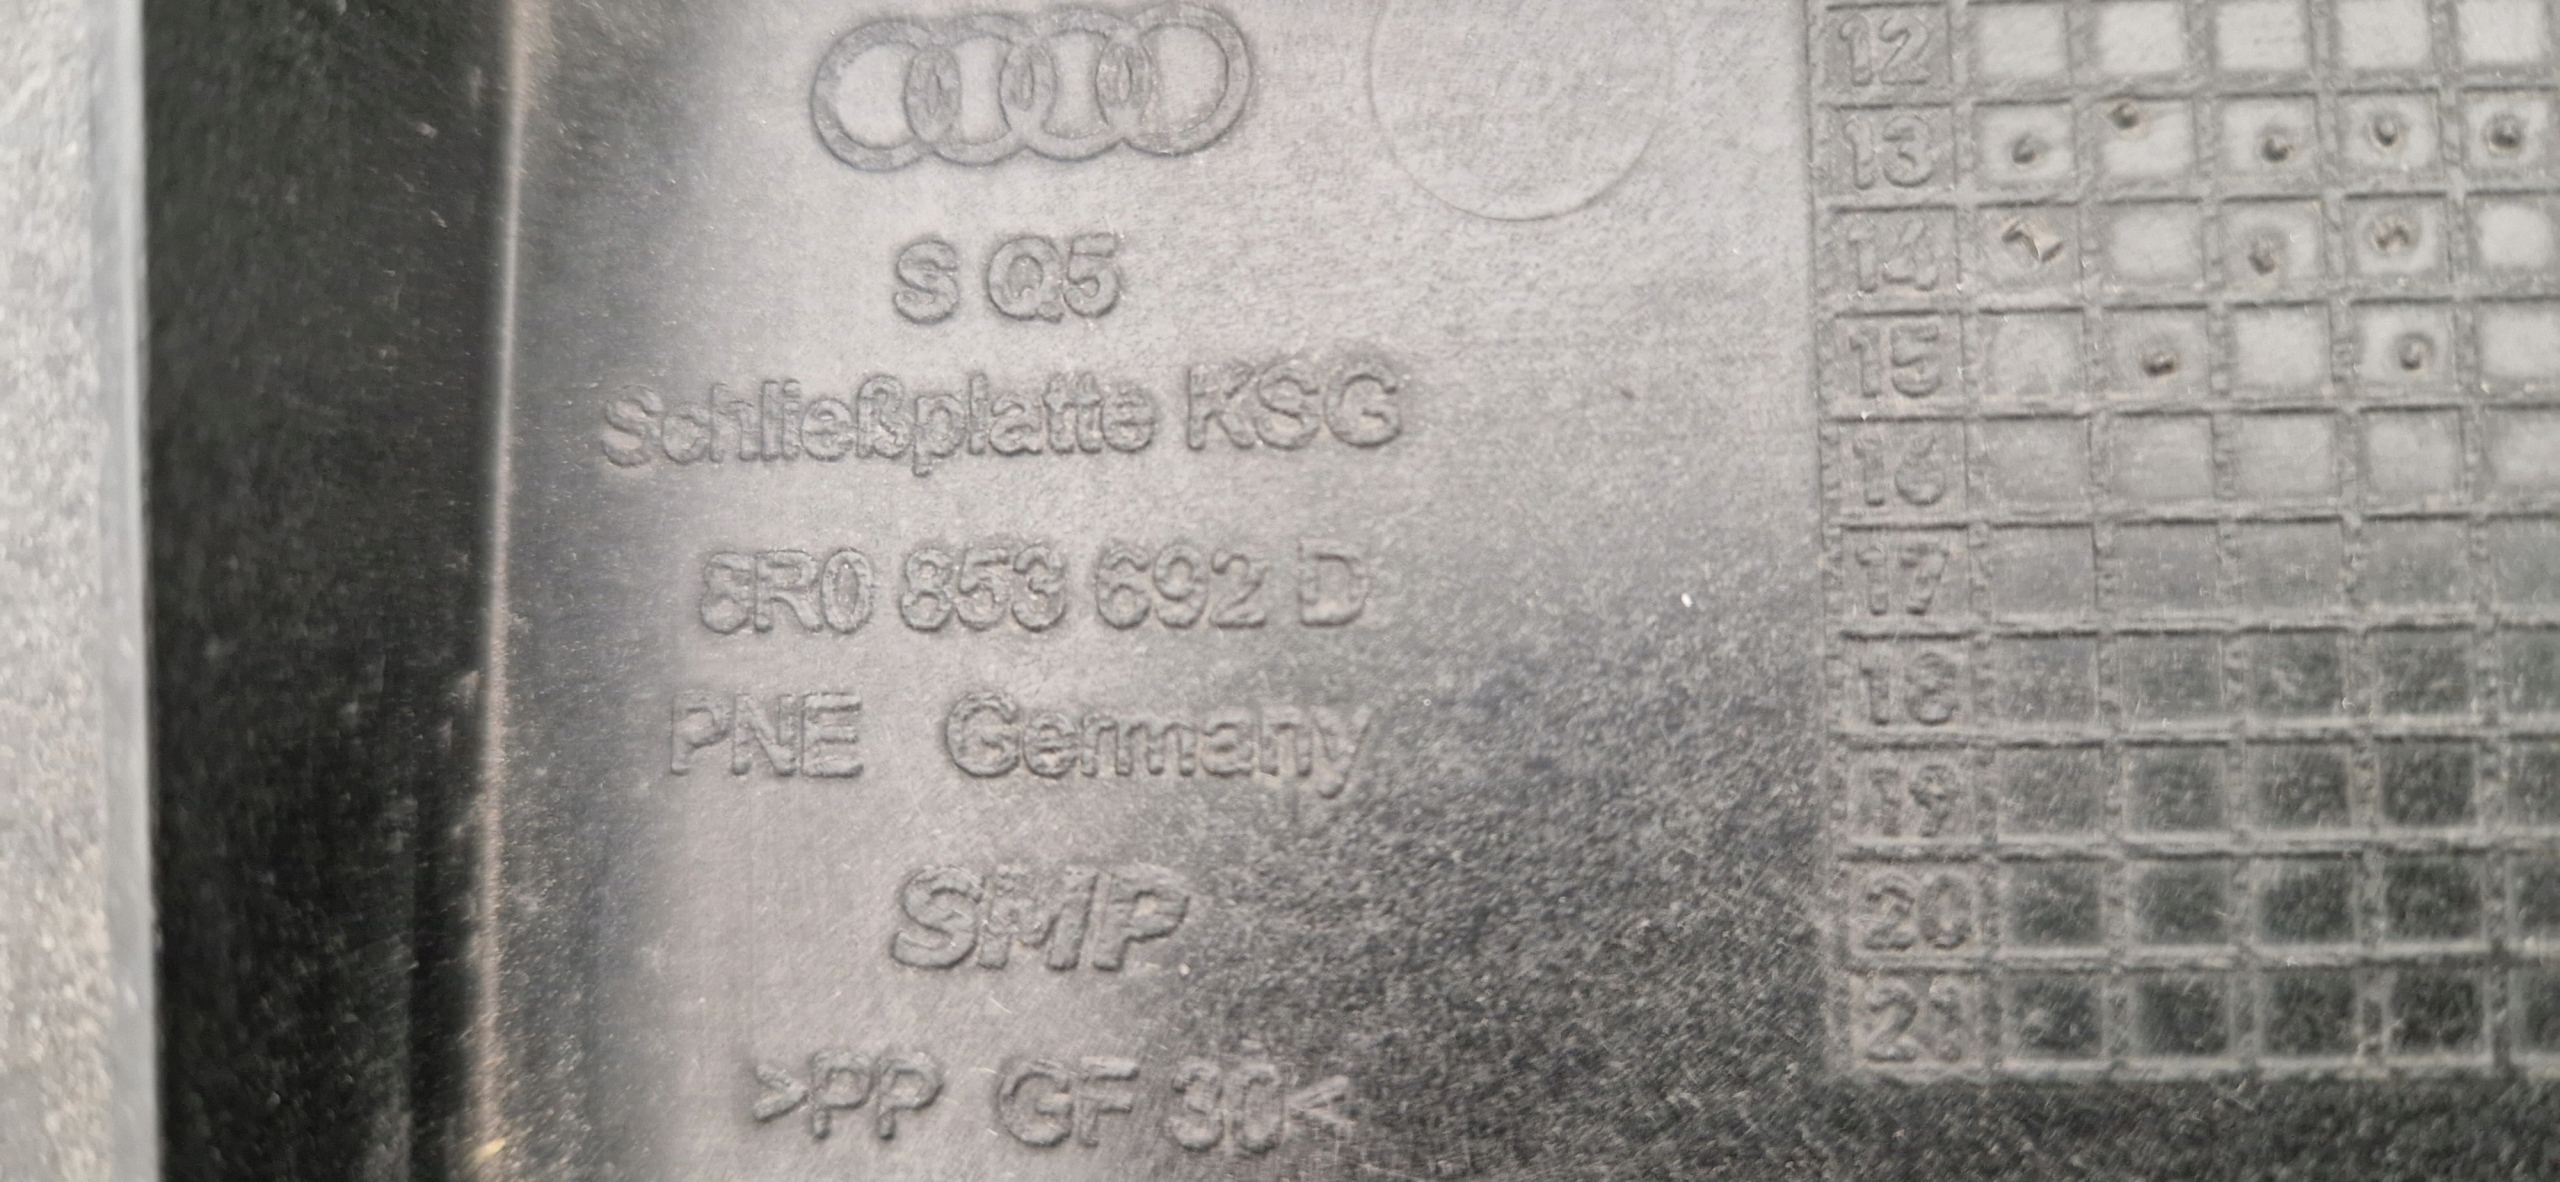 S Q5
Schließplatte KSG
8R0 853 692 D
PNE Germany
SMP
>PP GF 30<
12
13
14
15
16
17
18
19
20
21